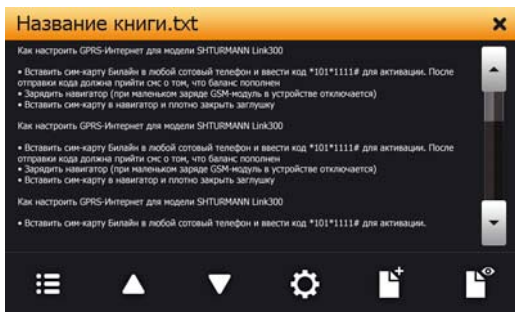 Название книги.txt
Как настроить GPRS-Интернет для модели SHTURMANN Link300
• Вставить сим-карту Билайн в любой сотовый телефон и ввести код *101*1111# для активации. После
отправки кода должна прийти смс о том, что баланс пополнен
• Зарядить навигатор (при маленьком заряде GSM-модуль в устройстве отключается)
• Вставить сим-карту в навигатор и плотно закрыть заглушку
Как настроить GPRS-Интернет для модели SHTURMANN Link300
• Вставить сим-карту Билайн в любой сотовый телефон и ввести код *101*1111# для активации. После
отправки кода должна прийти смс о том, что баланс пополнен
• Зарядить навигатор (при маленьком заряде GSM-модуль в устройстве отключается)
• Вставить сим-карту в навигатор и плотно закрыть заглушку
Как настроить GPRS-Интернет для модели SHTURMANN Link300
• Вставить сим-карту Билайн в любой сотовый телефон и ввести код *101*1111# для активации.